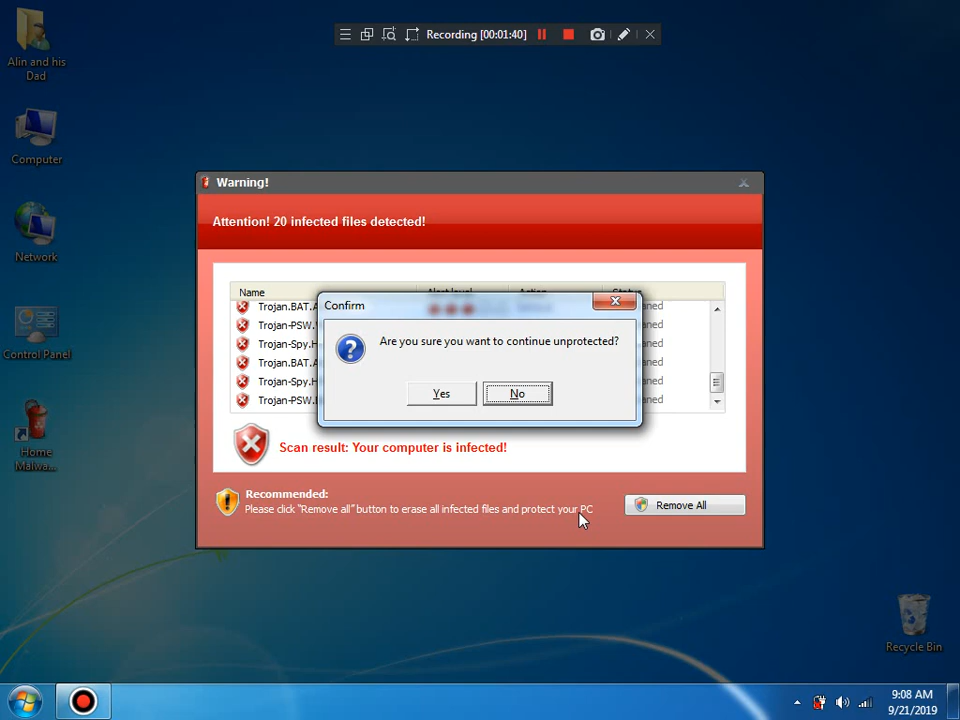 Recording [00:01:40]
Alin and his
Dad
Computer
Network
Control Panel
Home
Malwa...
Warning!
Attention! 20 infected files detected!
Name
Confirm
Are you sure you want to continue unprotected?
Yes
No
Trojan.BAT.
Trojan-PSW.
Trojan-Spy.H
Trojan.BAT.
Trojan-Spy.H
Trojan-PSW.
Scan result: Your computer is infected!
Recommended:
Please click "Remove all" button to erase all infected files and protect your PC
Remove All
Recycle Bin
9:08 AM
9/21/2019